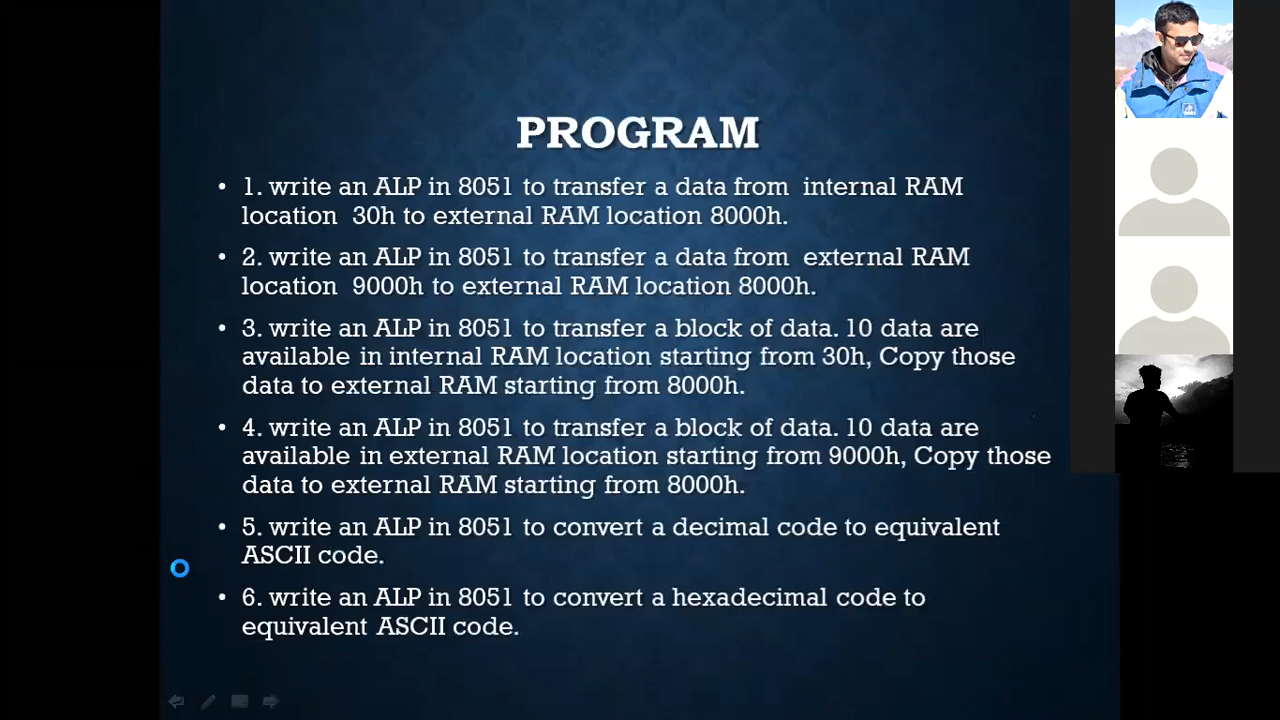 PROGRAM
• 1. write an ALP in 8051 to transfer a data from internal RAM
location 30h to external RAM location 8000h.
• 2. write an ALP in 8051 to transfer a data from external RAM
location 9000h to external RAM location 8000h.
• 3. write an ALP in 8051 to transfer a block of data. 10 data are
available in internal RAM location starting from 30h, Copy those
data to external RAM starting from 8000h.
• 4. write an ALP in 8051 to transfer a block of data. 10 data are
available in external RAM location starting from 9000h, Copy those
data to external RAM starting from 8000h.
• 5. write an ALP in 8051 to convert a decimal code to equivalent
ASCII code.
• 6. write an ALP in 8051 to convert a hexadecimal code to
equivalent ASCII code.